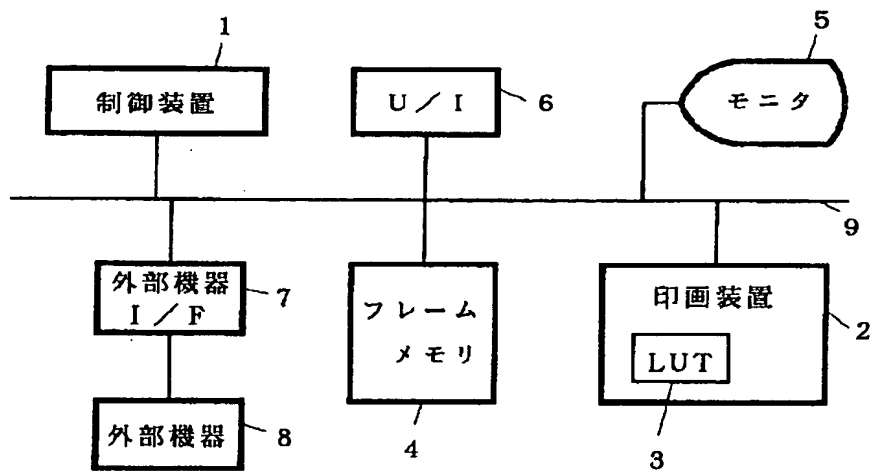 1
制御装置
U/I
6
5
モニタ
9
外部機器
I/F
7
フレーム
メモリ
4
印画装置
2
LUT
3
外部機器
8